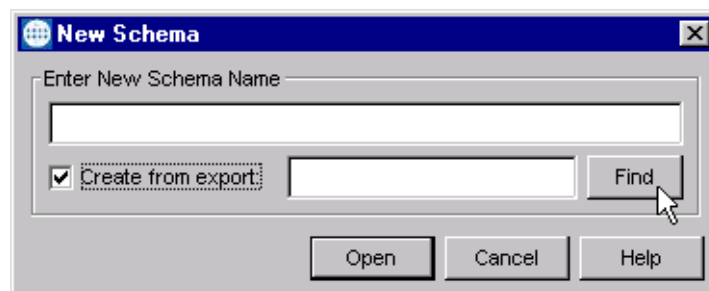 New Schema
Enter New Schema Name
Create from export:
Find
Open Cancel Help